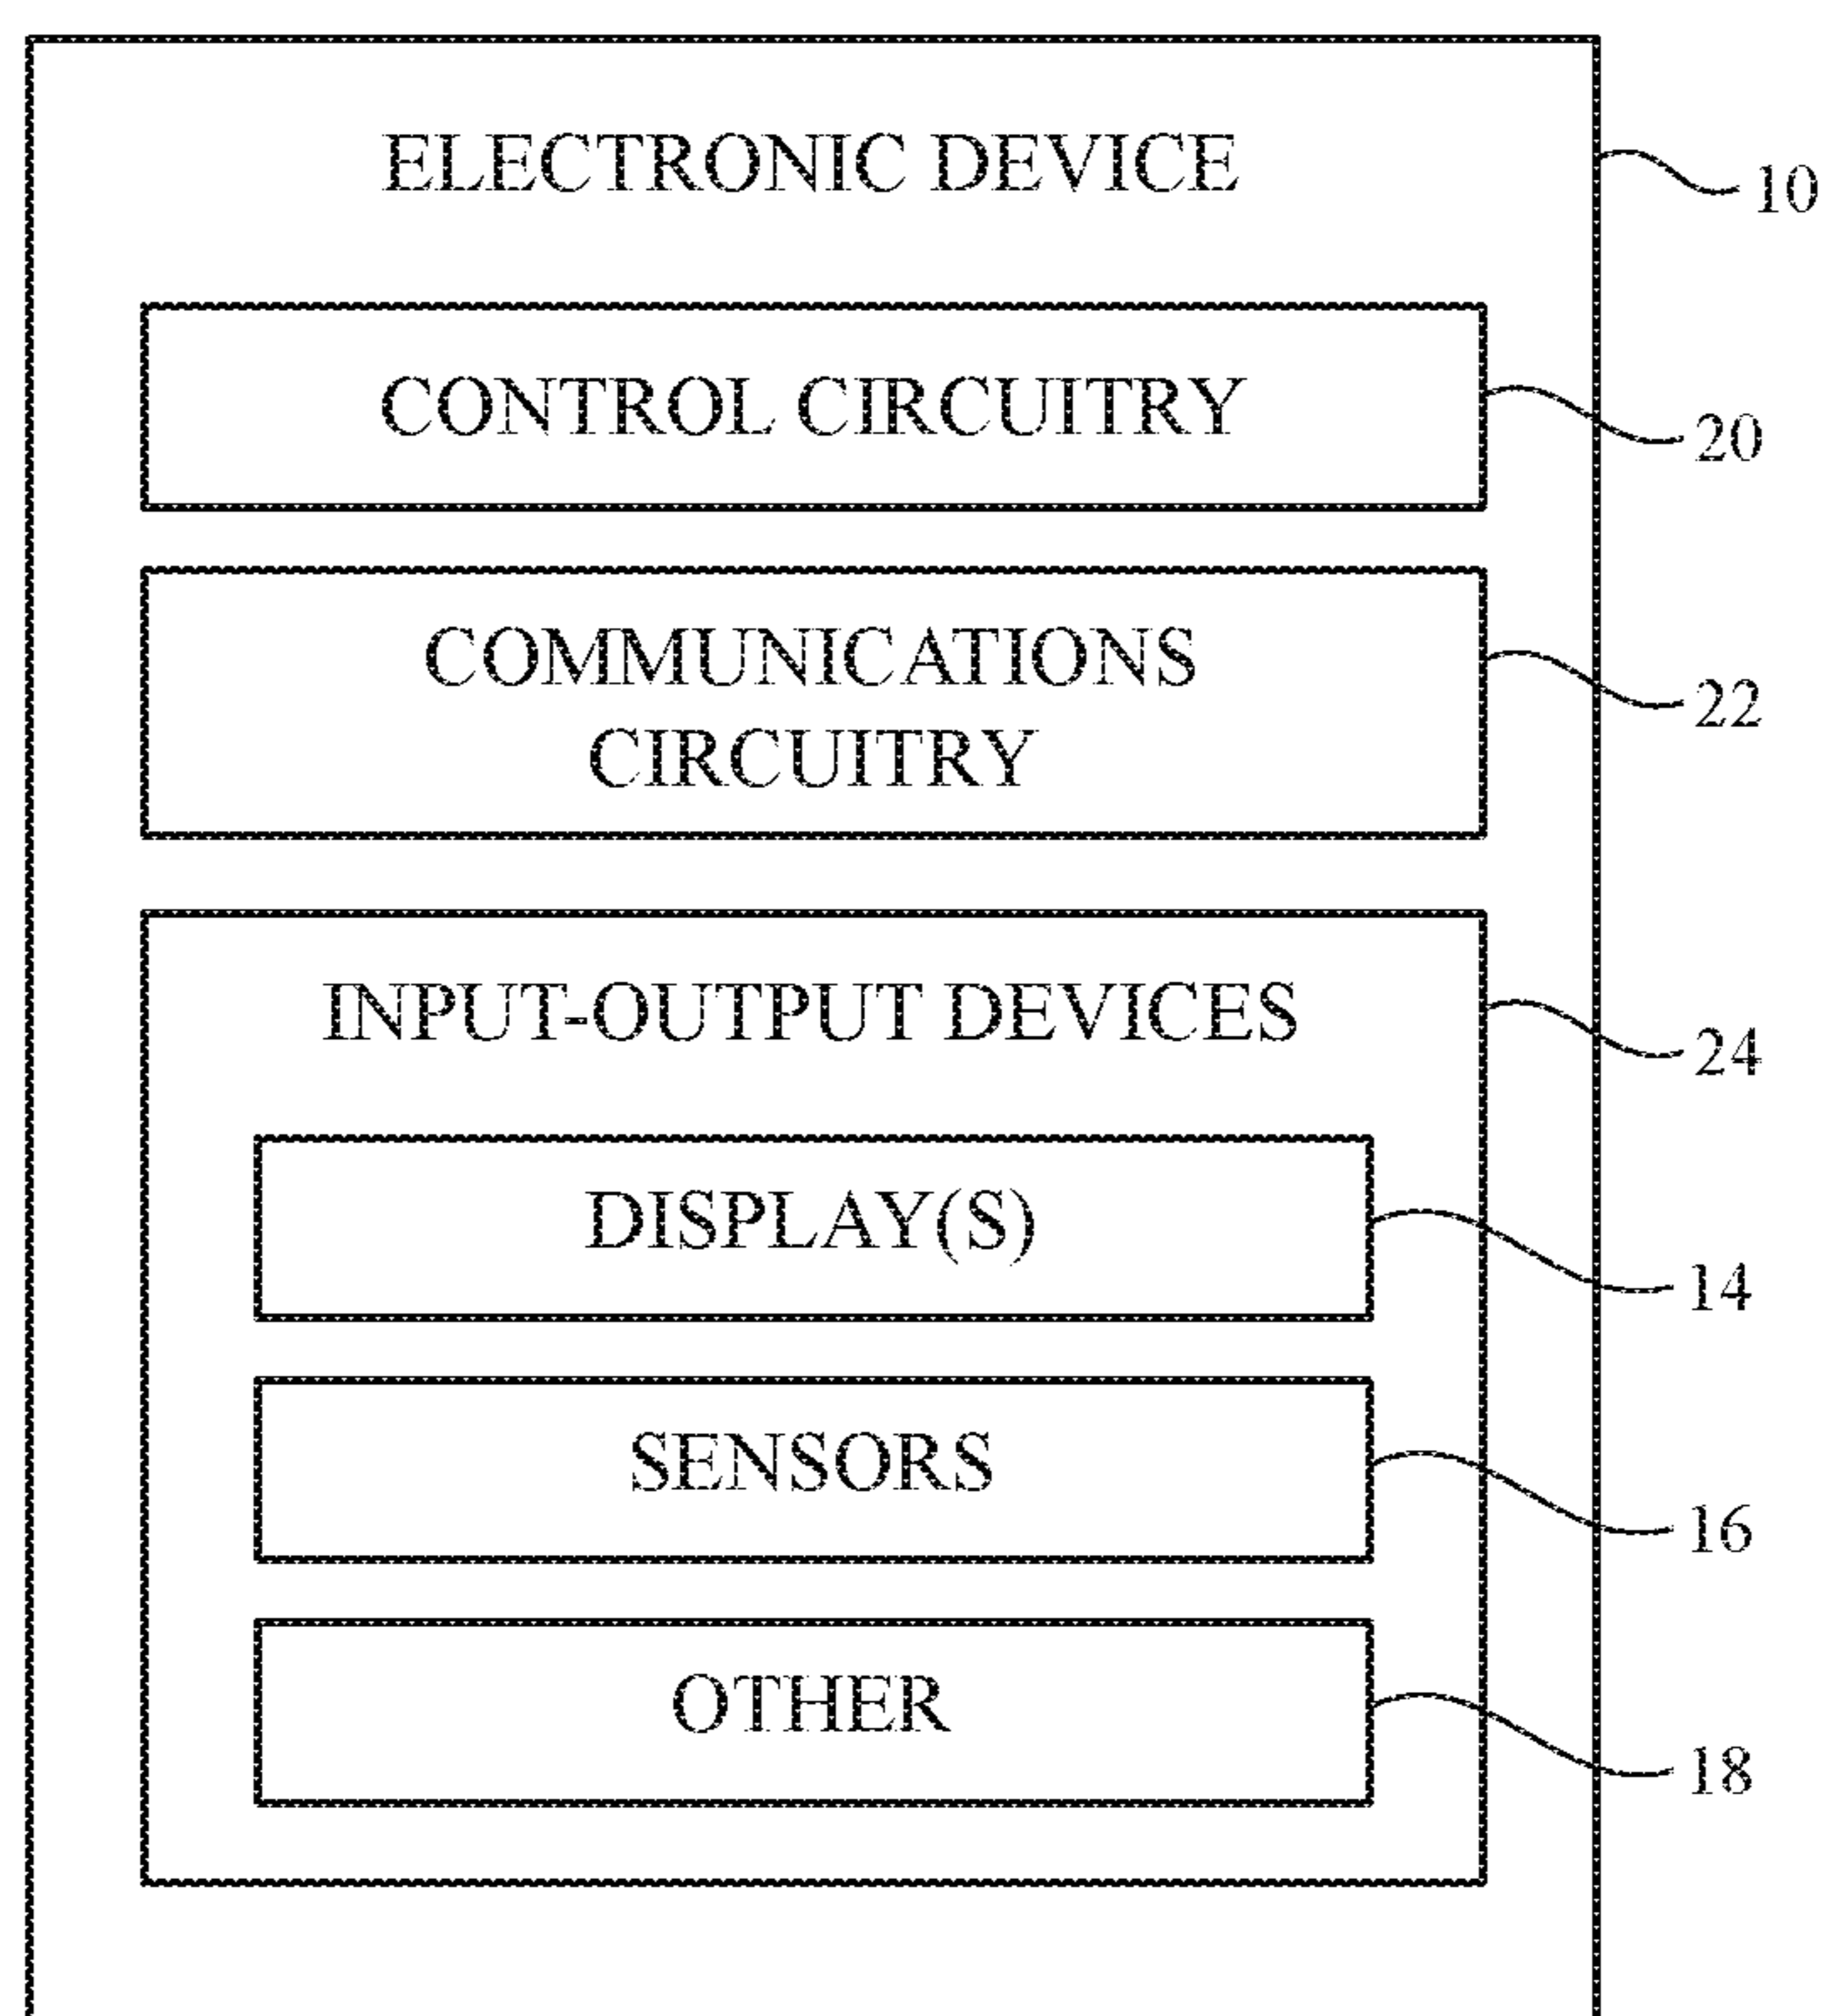 ELECTRONIC DEVICE
10
CONTROL CIRCUITRY
20
COMMUNICATIONS
CIRCUITRY
22
INPUT-OUTPUT DEVICES
24
DISPLAY(S)
14
SENSORS
16
OTHER
18